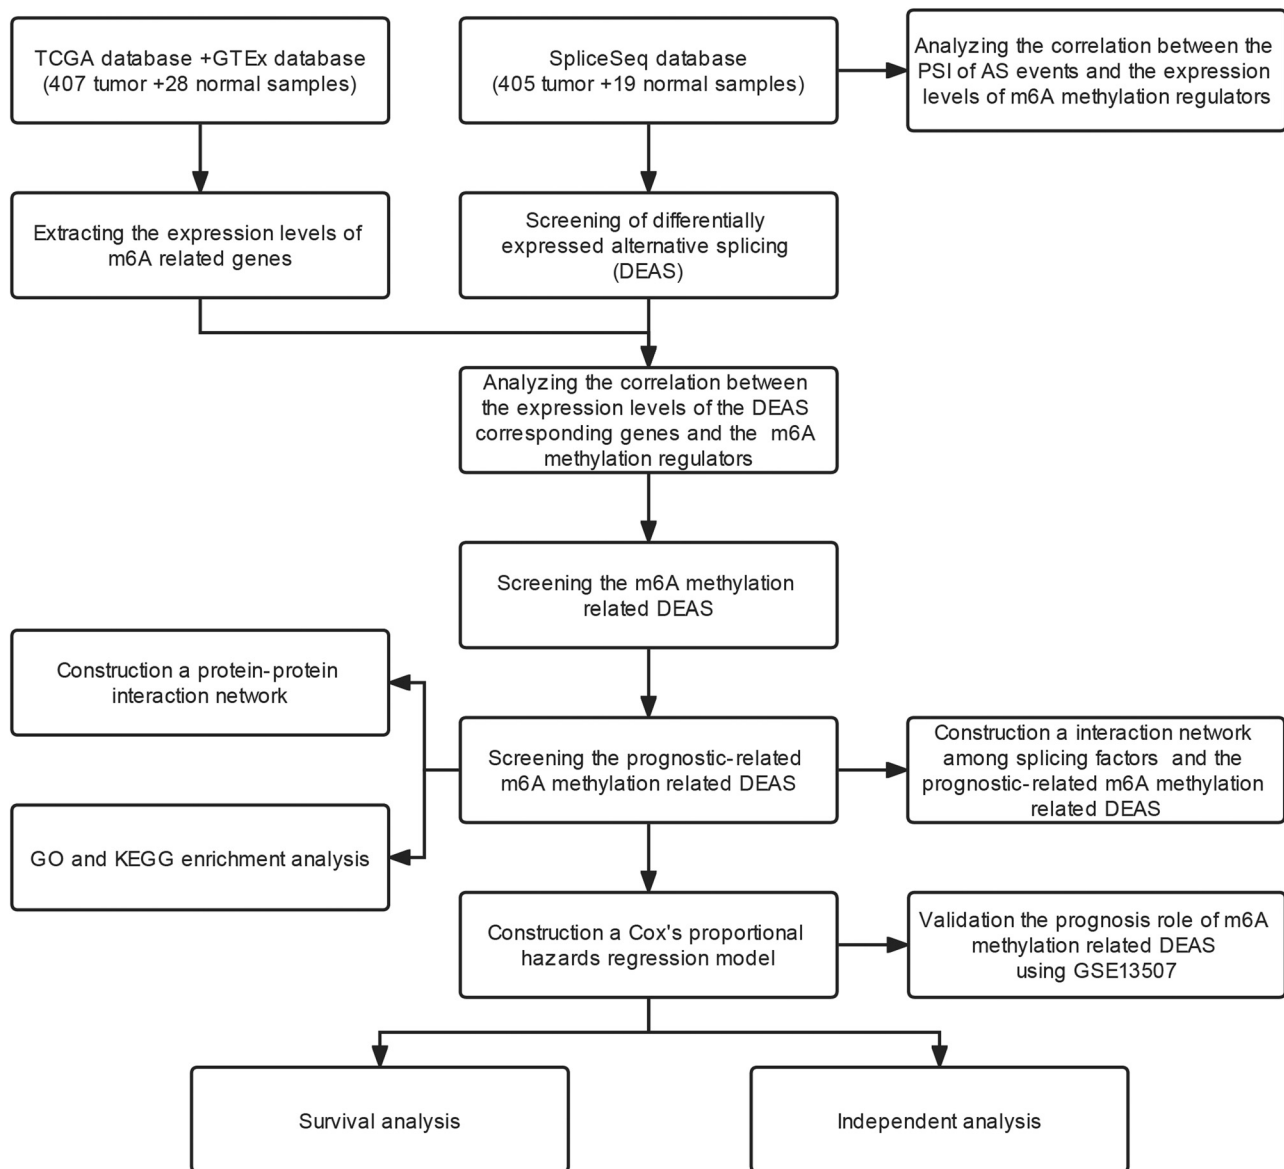 TCGA database +GTEx database
(407 tumor +28 normal samples)
SpliceSeq database
(405 tumor +19 normal samples)
Analyzing the correlation between the
PSI of AS events and the expression
levels of m6A methylation regulators
Extracting the expression levels of
m6A related genes
Screening of differentially
expressed alternative splicing
(DEAS)
Analyzing the correlation between
the expression levels of the DEAS
corresponding genes and the m6A
methylation regulators
Screening the m6A methylation
related DEAS
Construction a protein-protein
interaction network
Screening the prognostic-related
m6A methylation related DEAS
Construction a interaction network
among splicing factors and the
prognostic-related m6A methylation
related DEAS
GO and KEGG enrichment analysis
Construction a Cox's proportional
hazards regression model
Validation the prognosis role of m6A
methylation related DEAS
using GSE13507
Survival analysis
Independent analysis